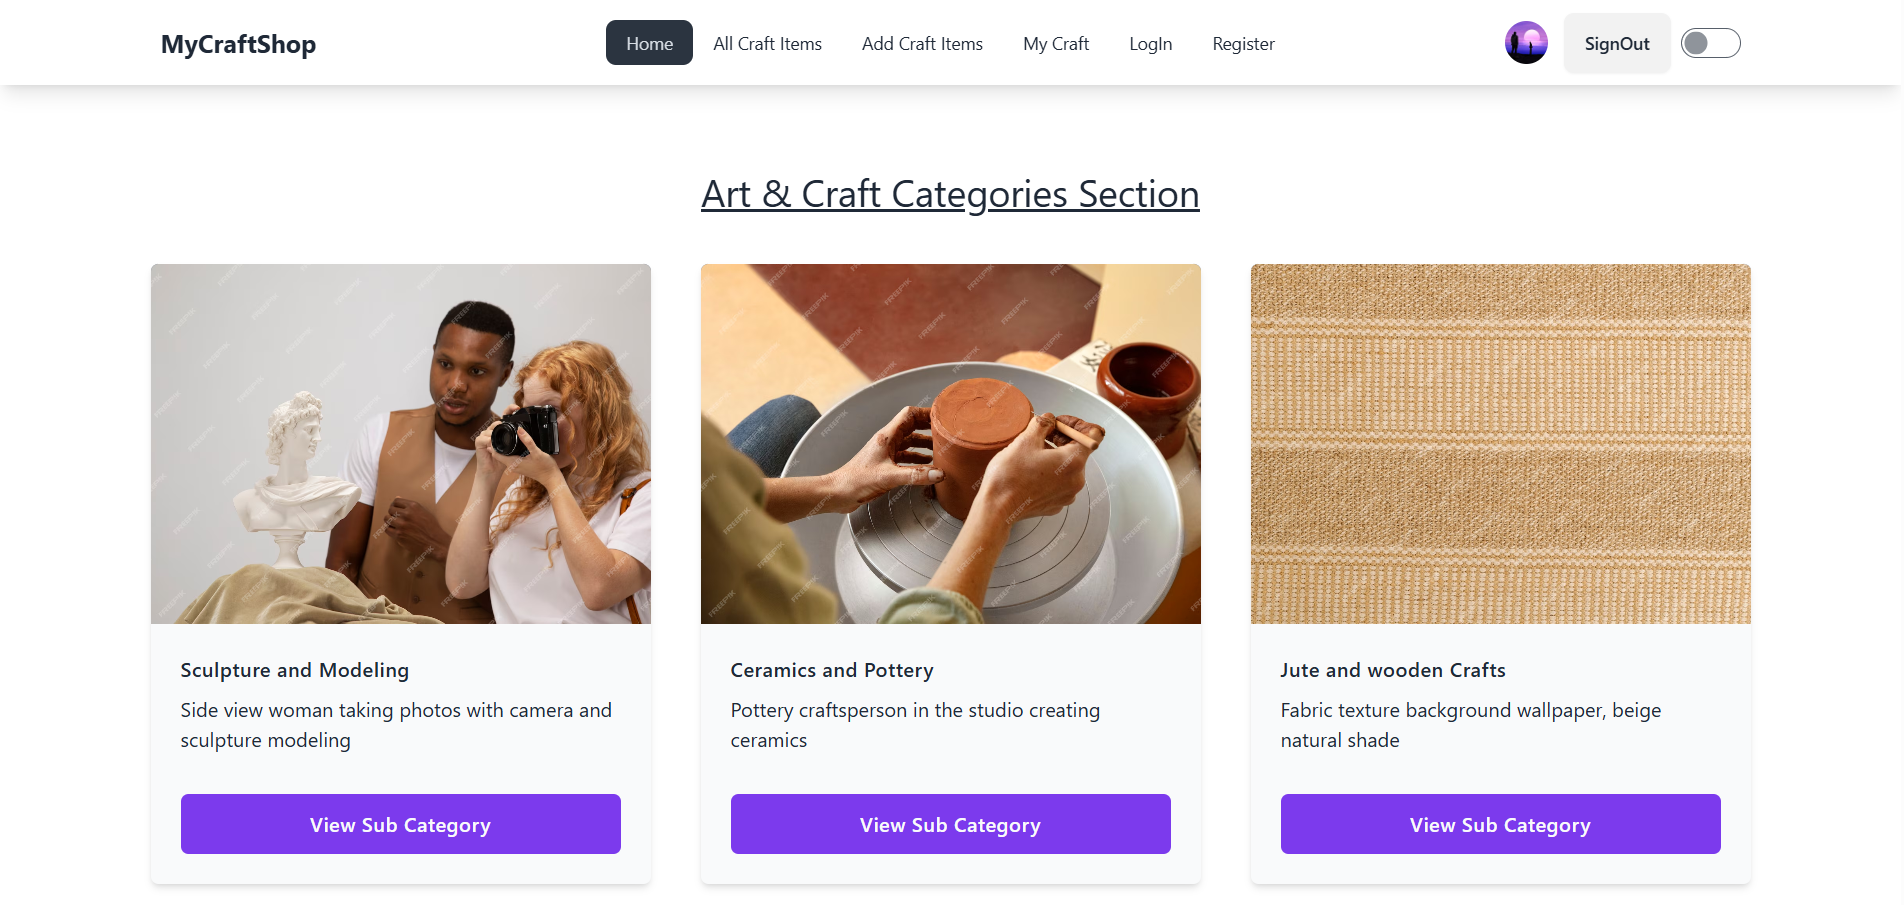 MyCraftShop
Home
All Craft Items
Add Craft Items
My Craft
LogIn
Register
SignOut
Art & Craft Categories Section
Sculpture and Modeling
Side view woman taking photos with camera and
sculpture modeling
View Sub Category
Ceramics and Pottery
Pottery craftsperson in the studio creating
ceramics
View Sub Category
Jute and wooden Crafts
Fabric texture background wallpaper, beige
natural shade
View Sub Category
FREEPIK